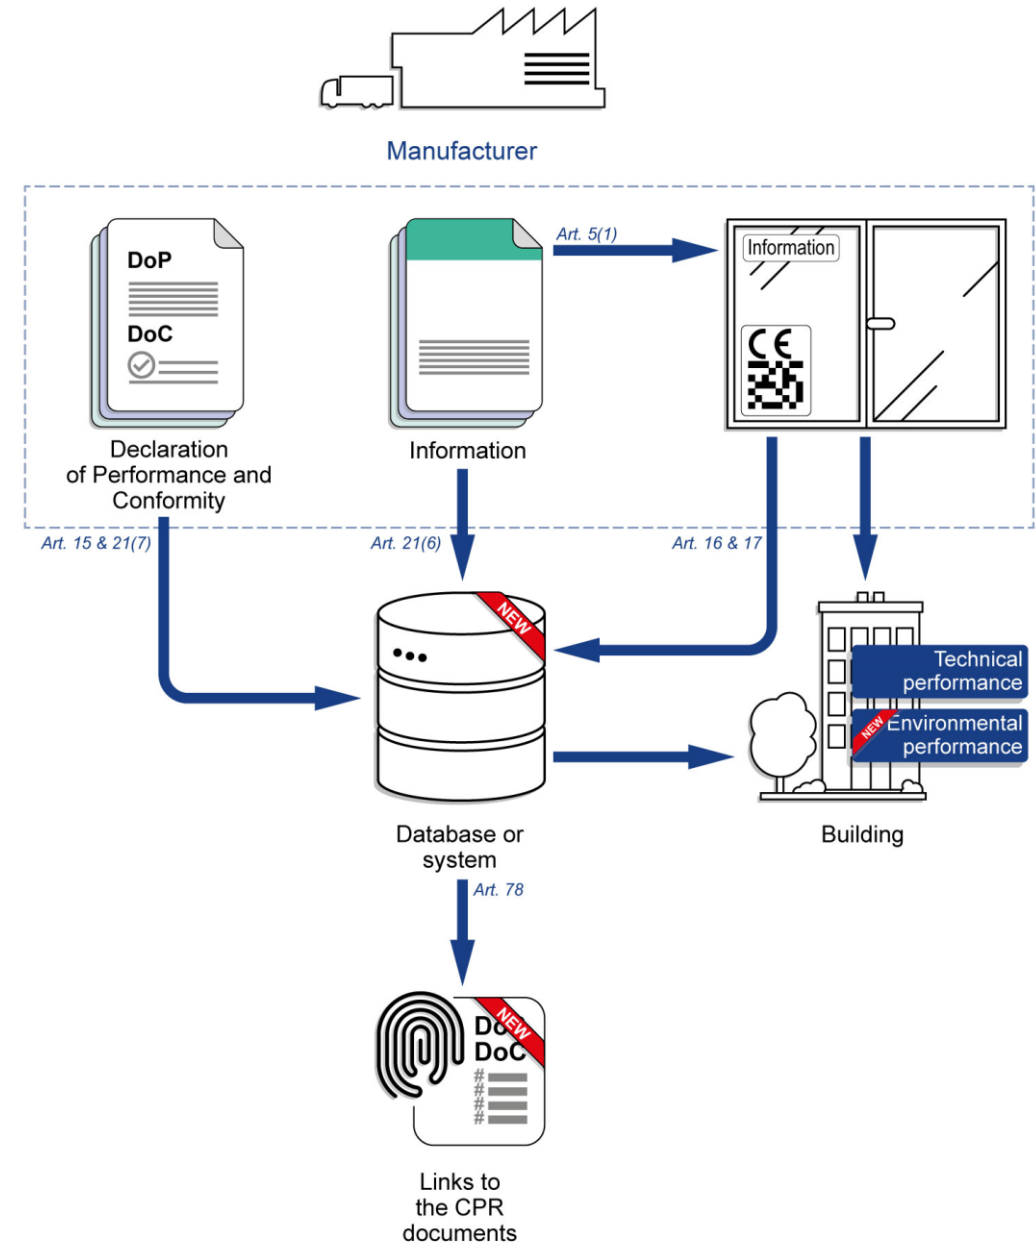 Manufacturer
DoP
DoC
Declaration
of Performance and
Conformity
Information
Art. 5(1)
Information
CE
Art. 15 & 21(7)
Art. 21(6)
Art. 16 & 17
NEW
Database or
system
Technical
performance
NEW
Environmental
performance
Building
Art. 78
NEW
DoC
#
#
#
#
Links to
the CPR
documents